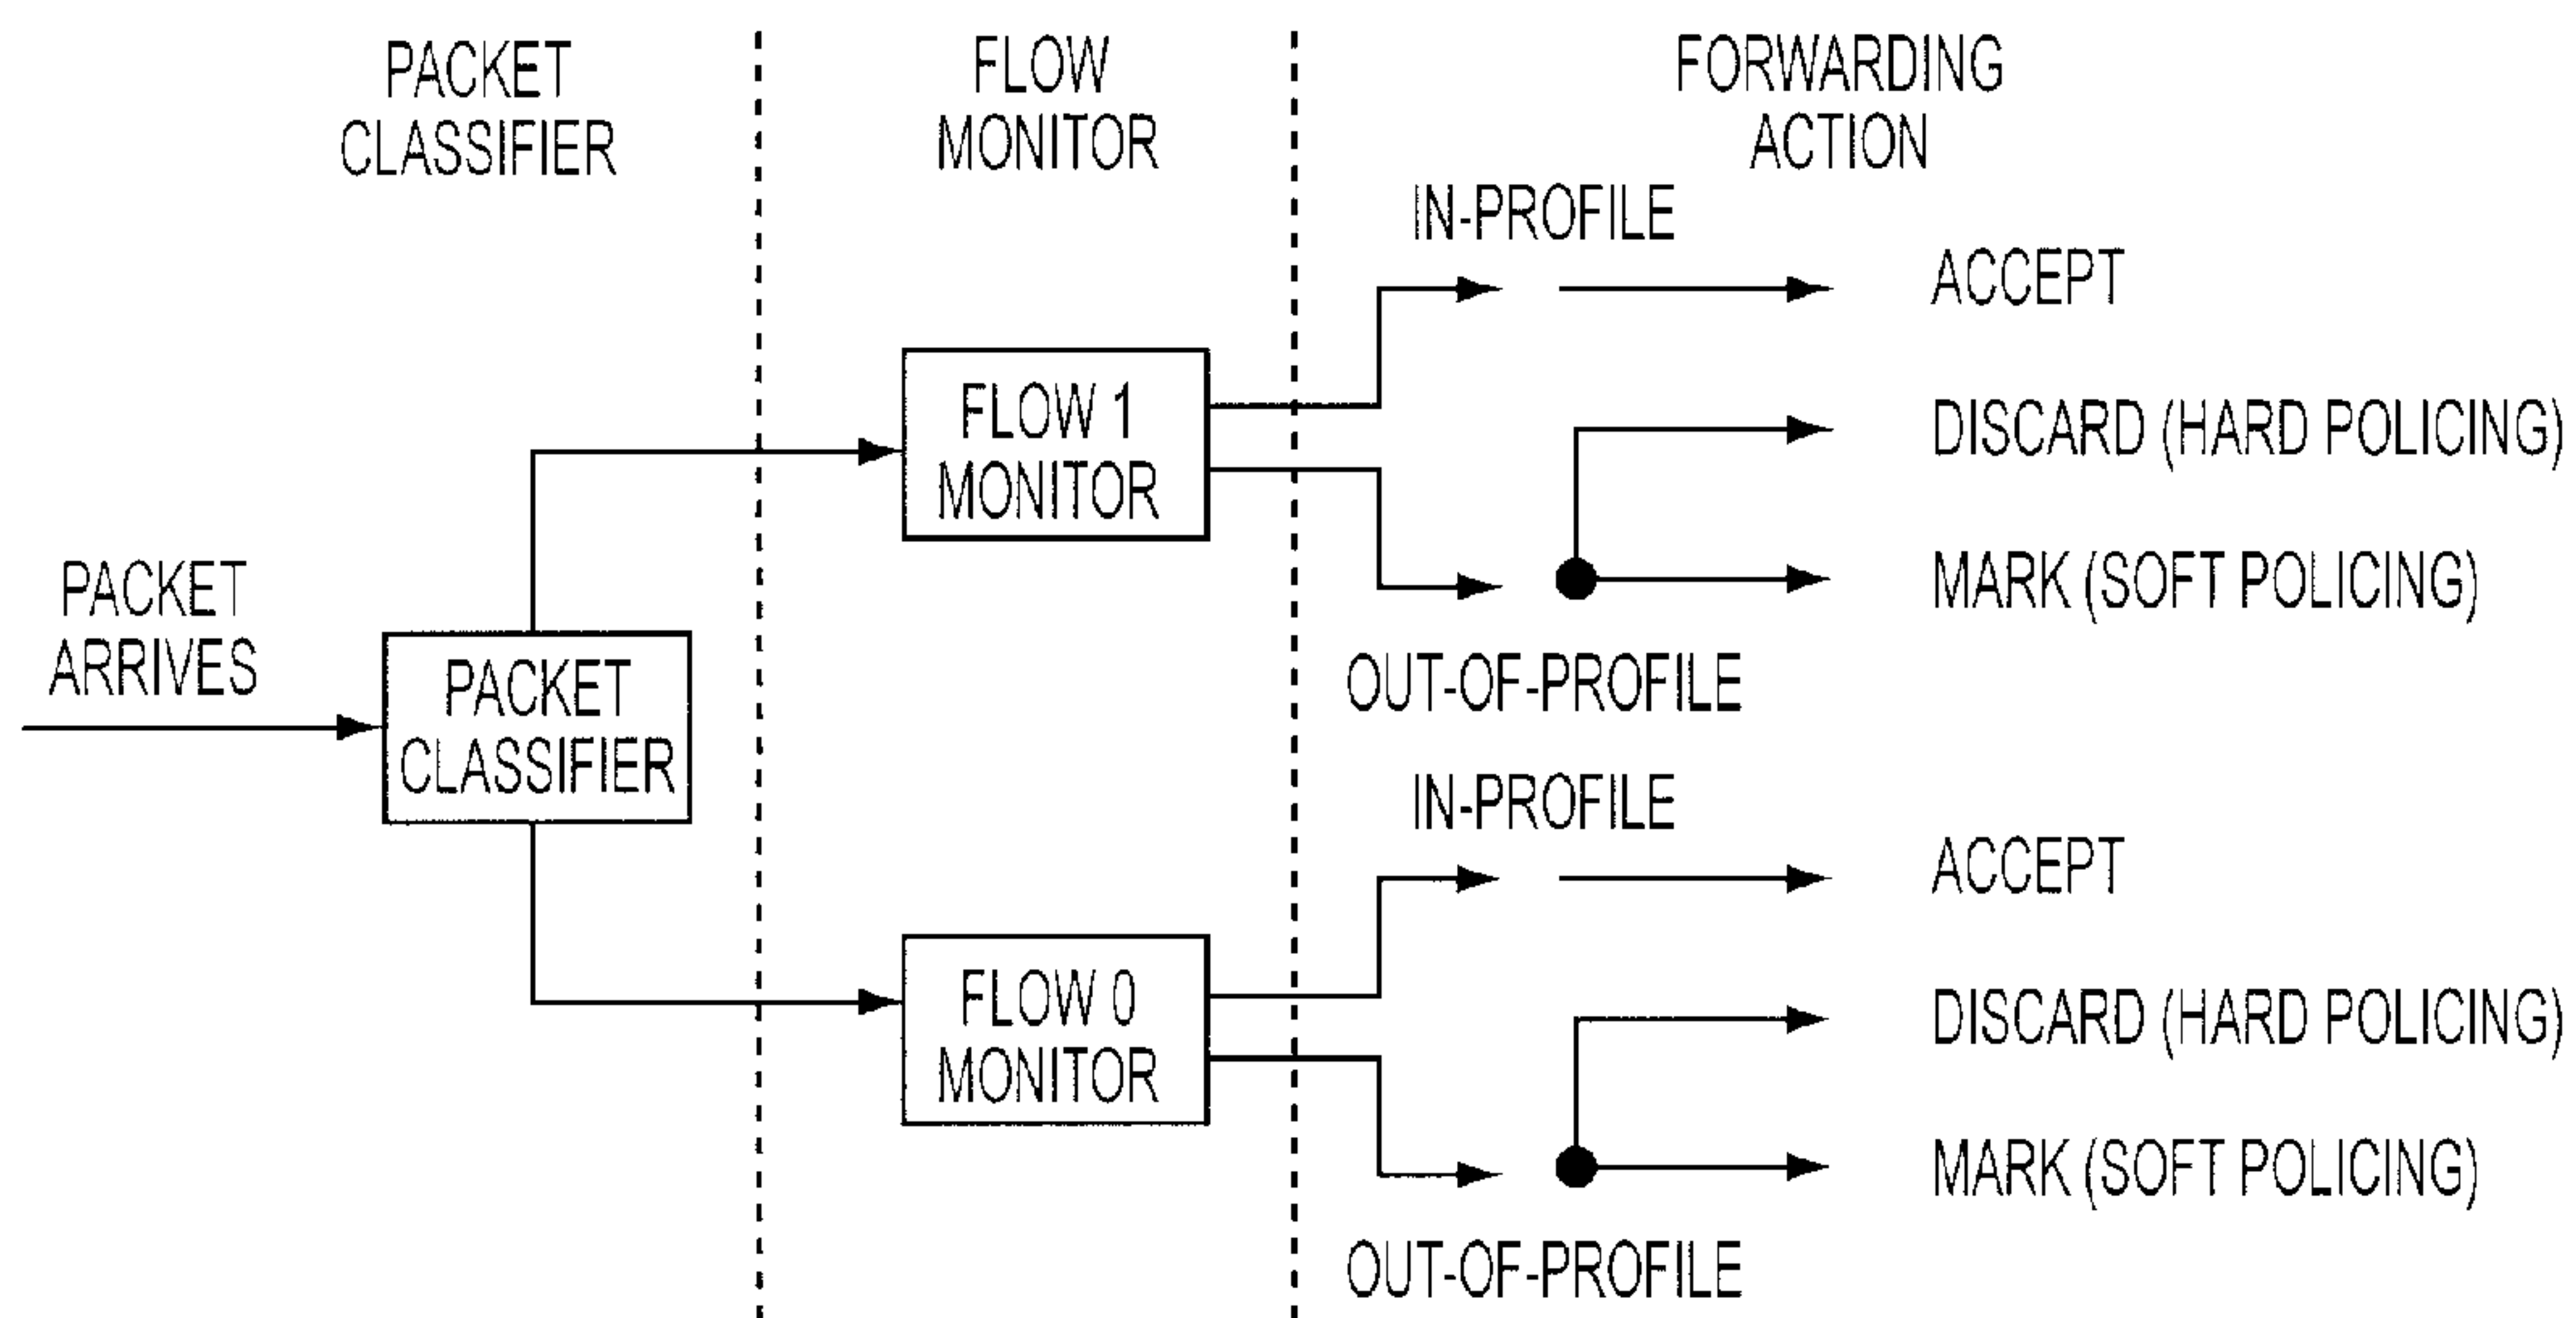 PACKET
CLASSIFIER
FLOW
MONITOR
FORWARDING
ACTION
IN-PROFILE
ACCEPT
FLOW 1
MONITOR
DISCARD (HARD POLICING)
MARK (SOFT POLICING)
OUT-OF-PROFILE
PACKET
ARRIVES
PACKET
CLASSIFIER
IN-PROFILE
ACCEPT
FLOW 0
MONITOR
DISCARD (HARD POLICING)
MARK (SOFT POLICING)
OUT-OF-PROFILE